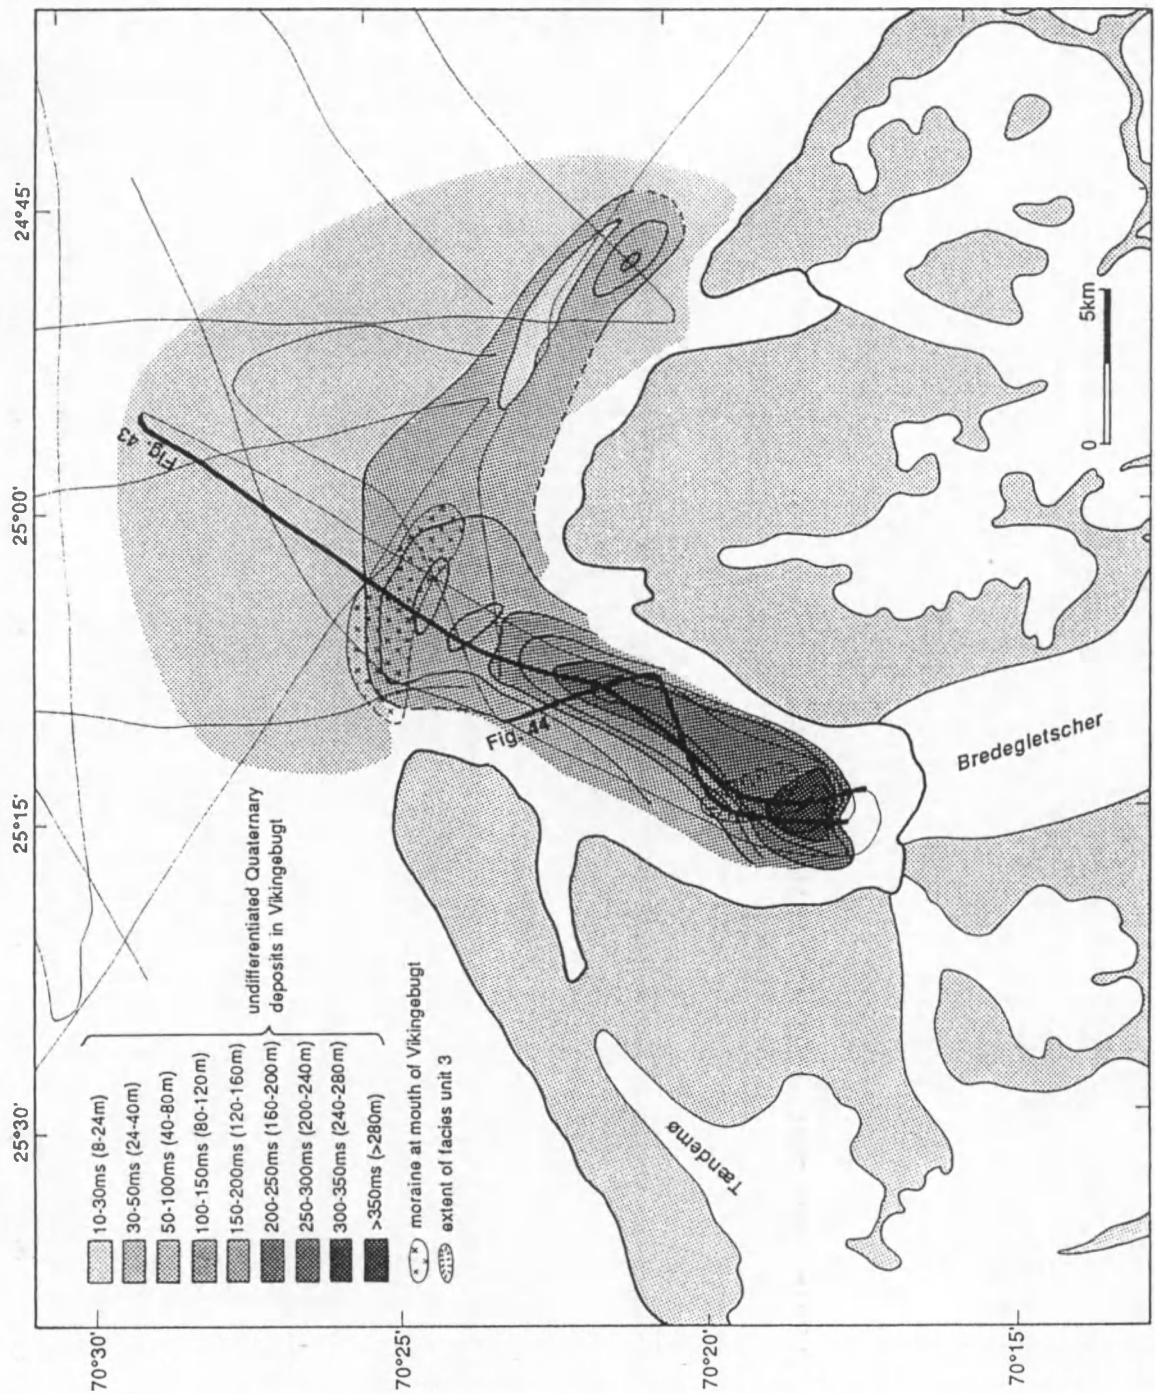 24°45'
25°00'
25°15'
25°30'
70°30'
70°25'
70°20'
70°15'
undifferentiated Quaternary
deposits in Vikingebugt
10-30ms (8-24m)
30-50ms (24-40m)
50-100ms (40-80m)
100-150ms (80-120m)
150-200ms (120-160m)
200-250ms (160-200m)
250-300ms (200-240m)
300-350ms (240-280m)
>350ms (>280m)
moraine at mouth of Vikingebugt
extent of facies unit 3
Fig. 43
Fig. 44
Bredegletscher
Tændemø
0 5km